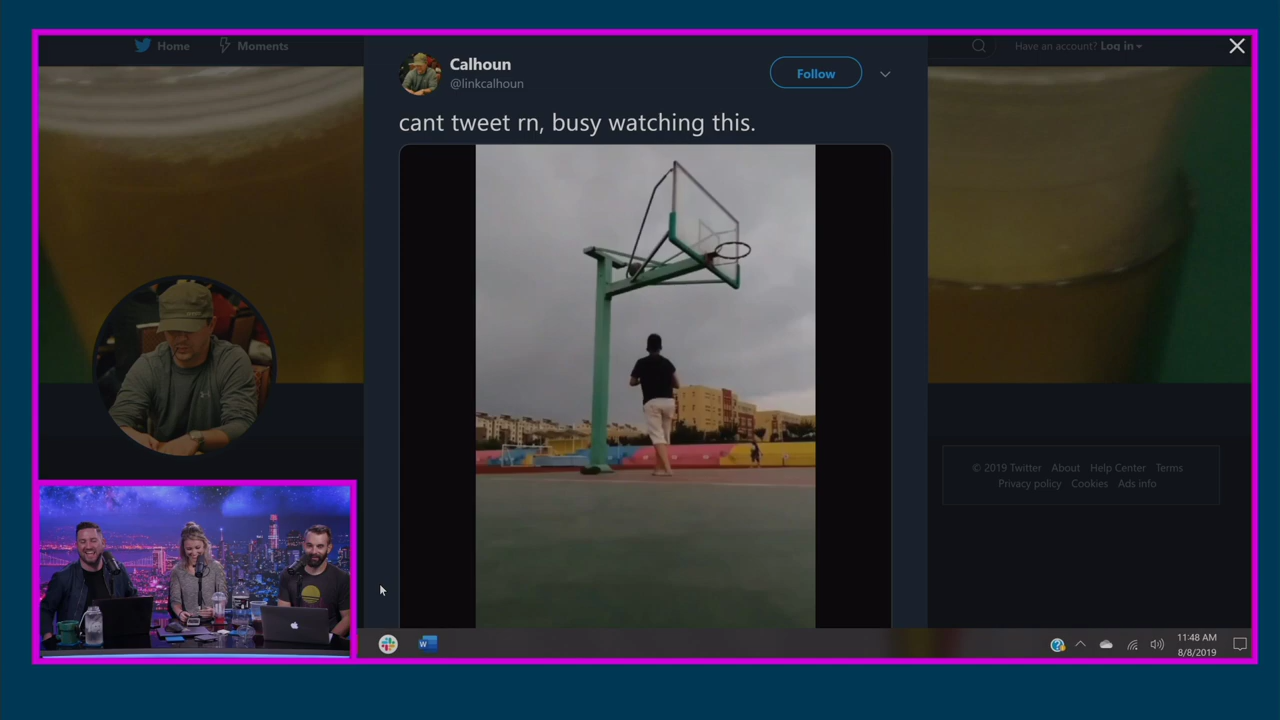 Home
Moments
Have an account? Log in
Calhoun
@linkcalhoun
Follow
cant tweet rn, busy watching this.
© 2019 Twitter About Help Center Terms
Privacy policy Cookies Ads info
W
11:48 AM
8/8/2019